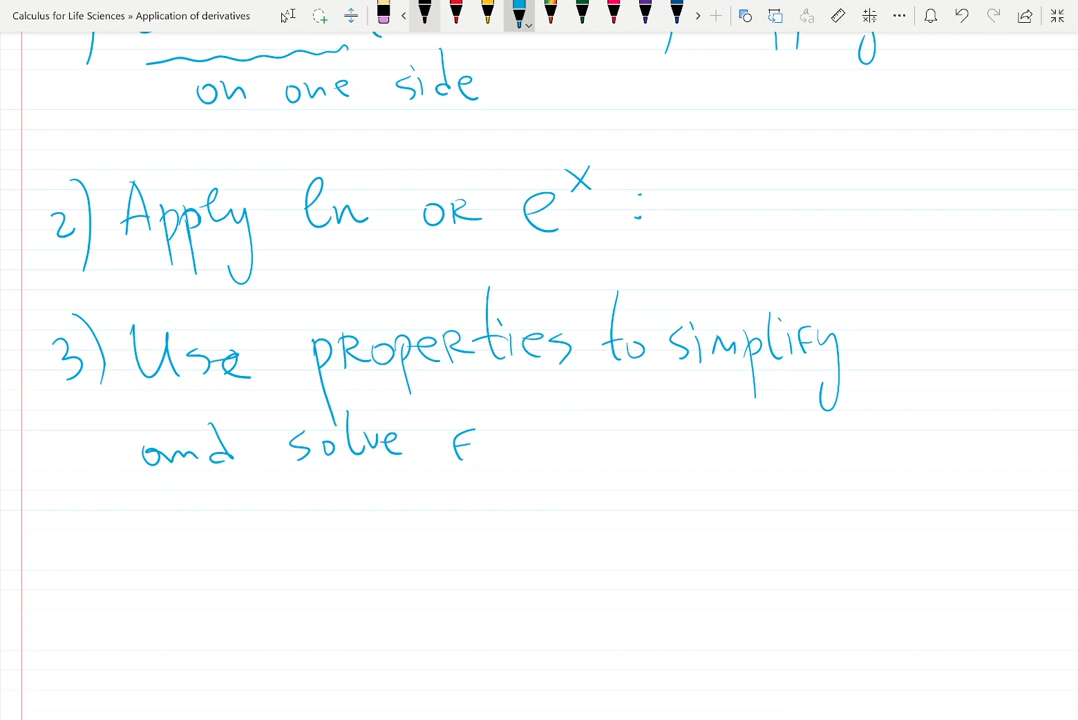 Calculus for Life Sciences » Application of derivatives
on one side
2) Apply ln OR e^x :
3) Use properties to simplify
and solve F